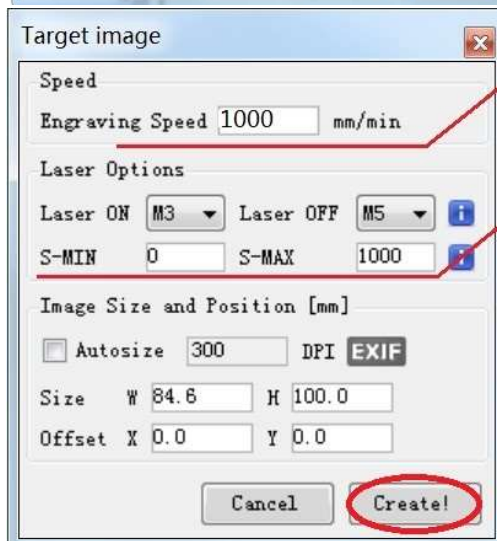 Target image
Speed
Engraving Speed 1000 mm/min
Laser Options
Laser ON M3 Laser OFF M5
S-MIN 0 S-MAX 1000
Image Size and Position [mm]
Autosize 300 DPI EXIF
Size W 84.6 H 100.0
Offset X 0.0 Y 0.0
Cancel Create!